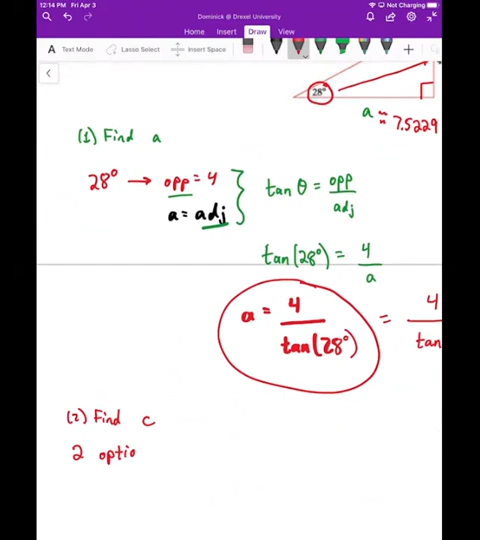 12:14 PM Fri Apr 3
Not Charging
Dominick @ Drexel University
Home Insert Draw View
Text Mode Lasso Select Insert Space
28°
a ≈ 7.5229
(1) Find a
28° → opp = 4
a = adj
tan θ = opp/adj
tan(28°) = 4/a
a = 4/tan(28°) = 4/tan
(2) Find c
2 optio